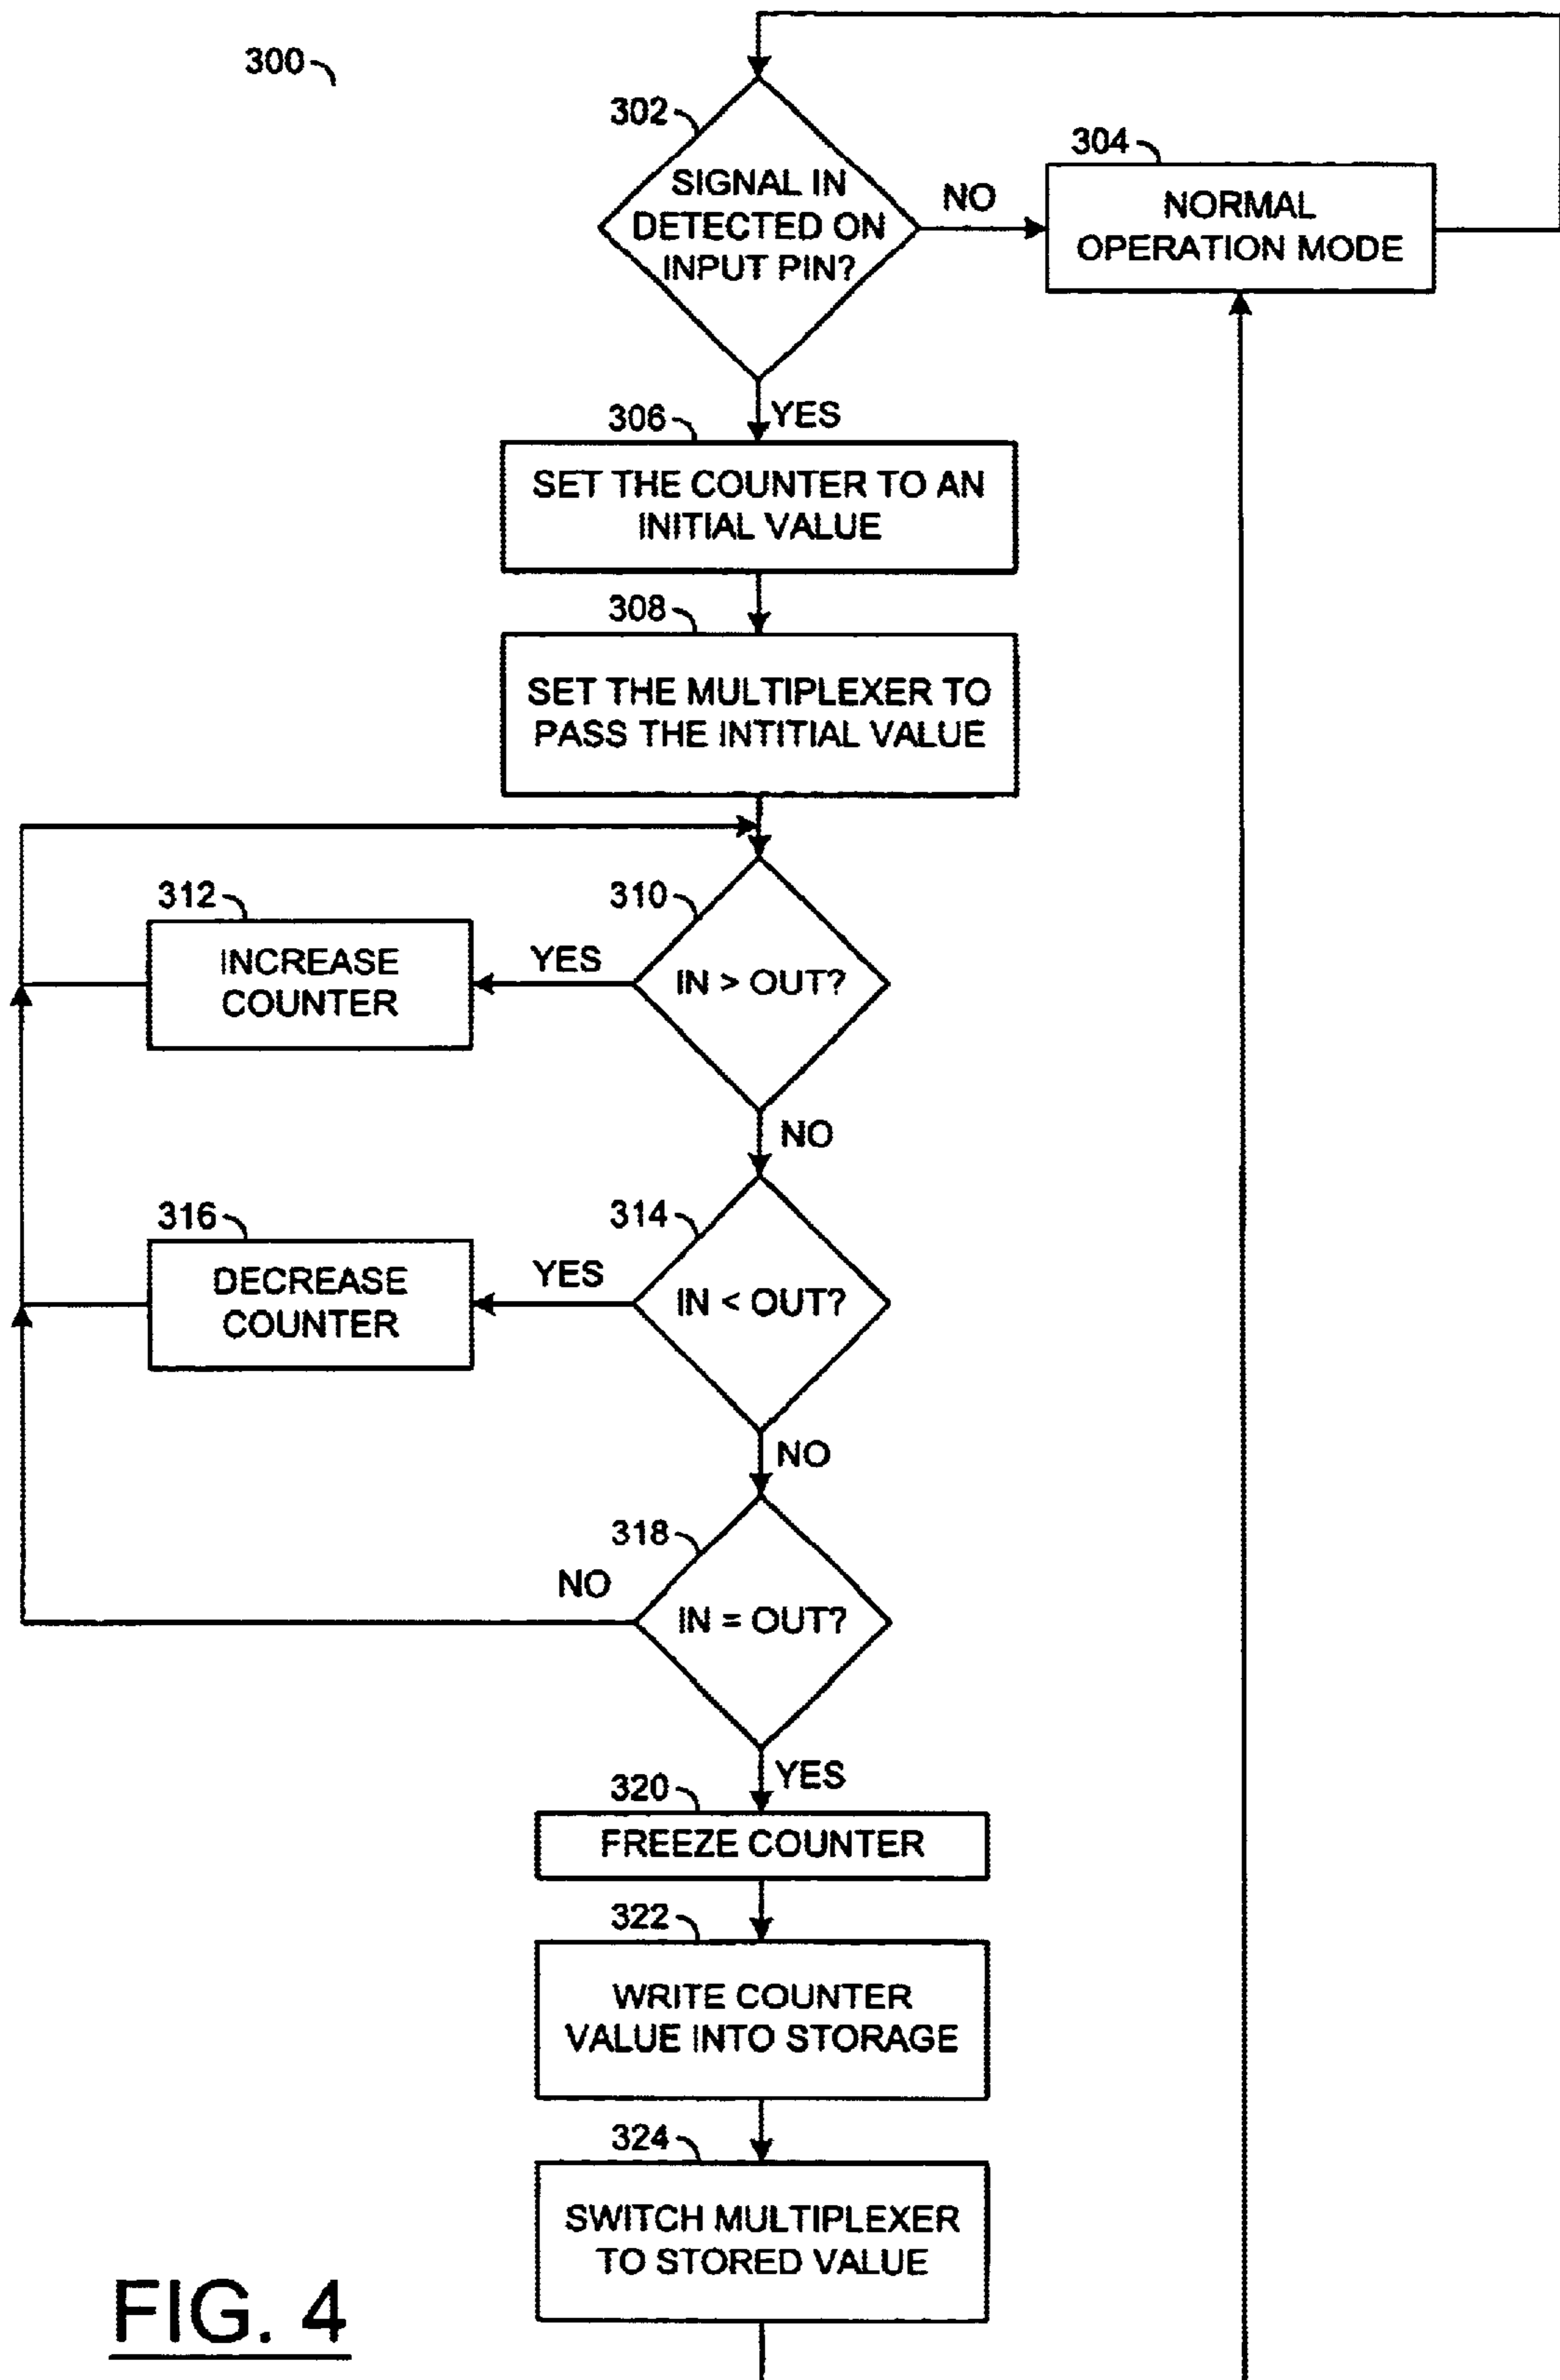 300
302
SIGNAL IN
DETECTED ON
INPUT PIN?
NO
304
NORMAL
OPERATION MODE
YES
306
SET THE COUNTER TO AN
INITIAL VALUE
308
SET THE MULTIPLEXER TO
PASS THE INTITIAL VALUE
310
IN > OUT?
YES
312
INCREASE
COUNTER
NO
314
IN < OUT?
YES
316
DECREASE
COUNTER
NO
318
IN = OUT?
NO
YES
320
FREEZE COUNTER
322
WRITE COUNTER
VALUE INTO STORAGE
324
SWITCH MULTIPLEXER
TO STORED VALUE
FIG. 4